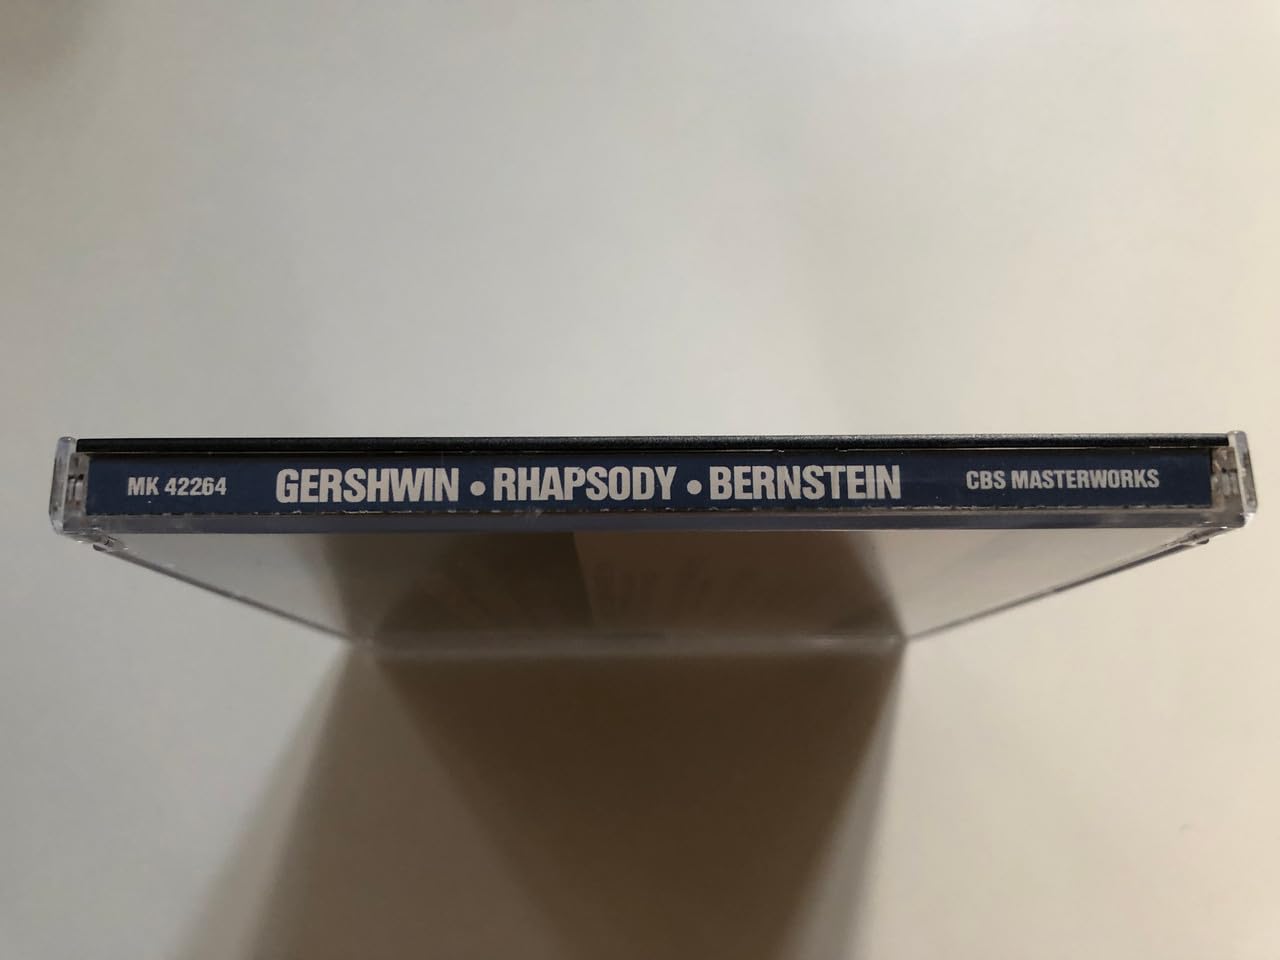 MK 42264 GERSHWIN • RHAPSODY • BERNSTEIN CBS MASTERWORKS